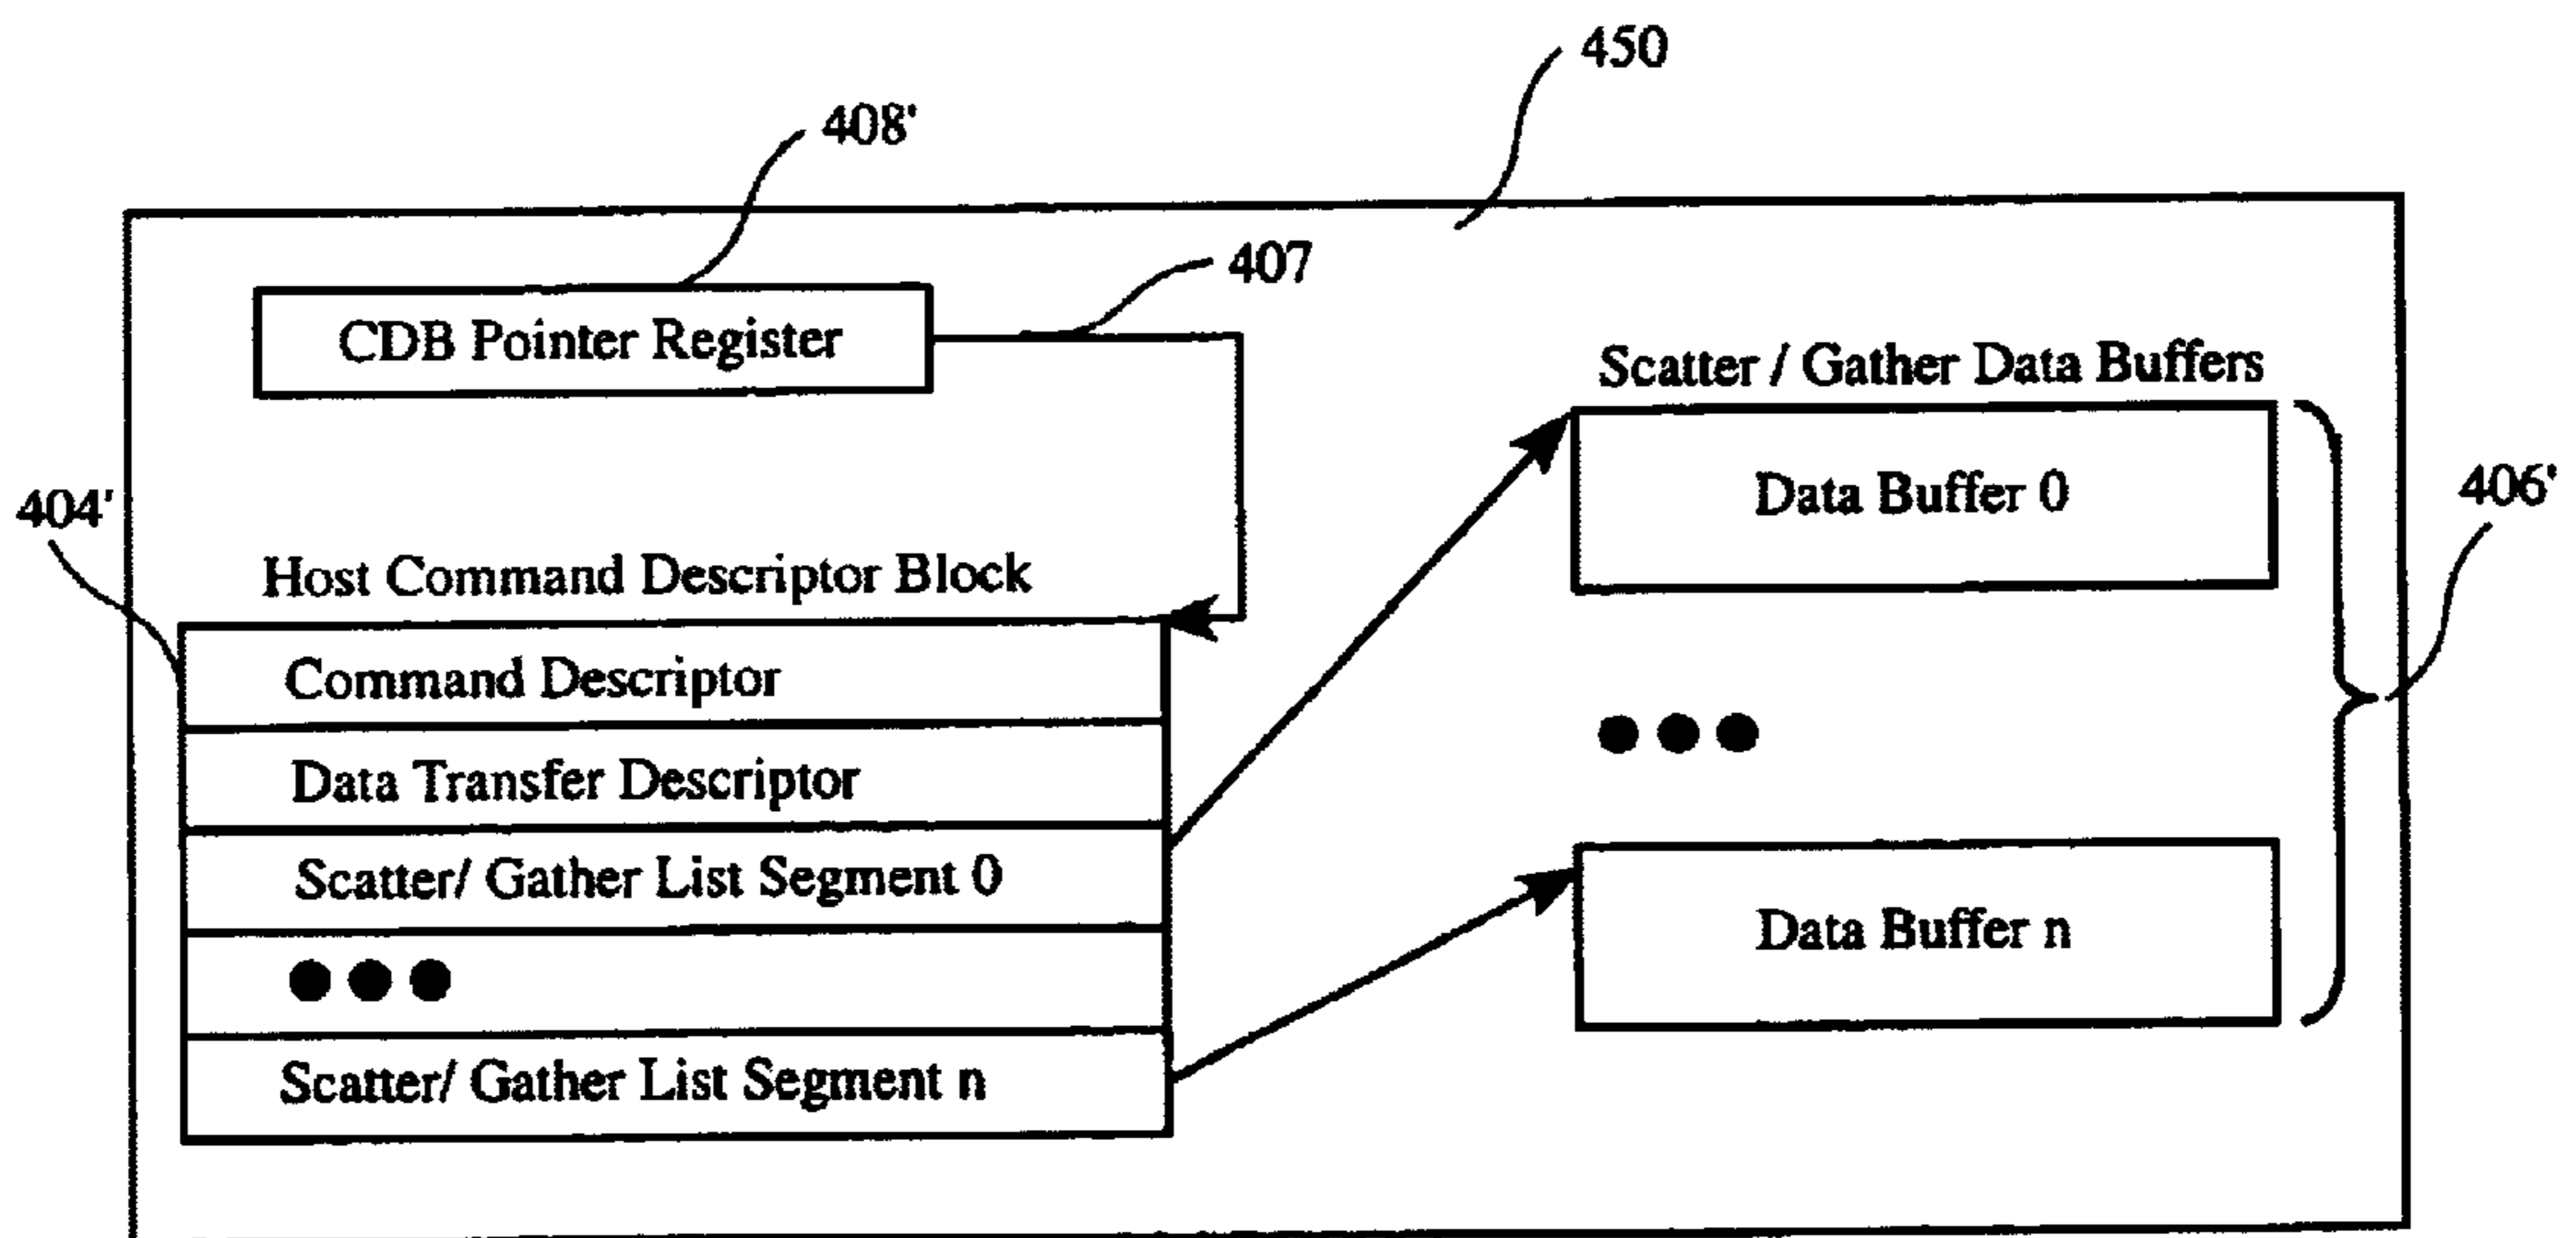 450
408'
407
CDB Pointer Register
Scatter / Gather Data Buffers
Data Buffer 0
406'
404'
Host Command Descriptor Block
Command Descriptor
Data Transfer Descriptor
Scatter/ Gather List Segment 0
Data Buffer n
Scatter/ Gather List Segment n